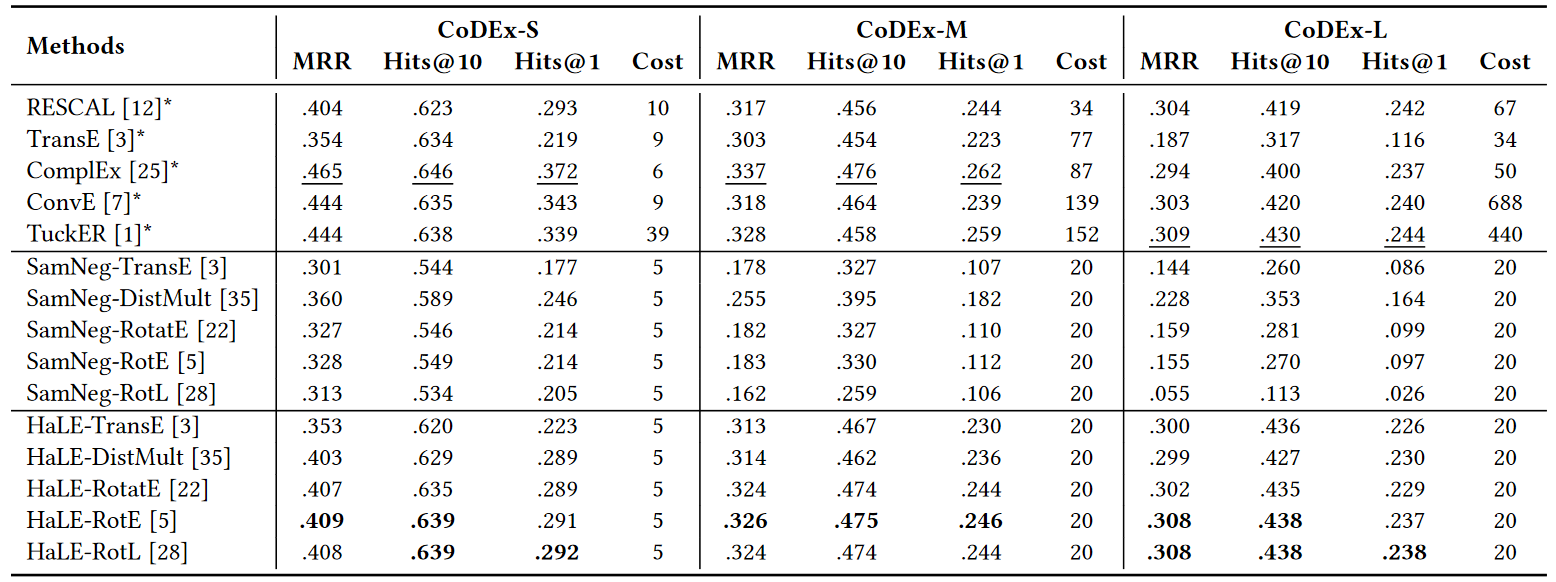 Methods CoDEx-S CoDEx-M CoDEx-L
MRR Hits@10 Hits@1 Cost MRR Hits@10 Hits@1 Cost MRR Hits@10 Hits@1 Cost
RESCAL [12]* .404 .623 .293 10 .317 .456 .244 34 .304 .419 .242 67
TransE [3]* .354 .634 .219 9 .303 .454 .223 77 .187 .317 .116 34
ComplEx [25]* .465 .646 .372 6 .337 .476 .262 87 .294 .400 .237 50
ConvE [7]* .444 .635 .343 9 .318 .464 .239 139 .303 .420 .240 688
TuckER [1]* .444 .638 .339 39 .328 .458 .259 152 .309 .430 .244 440
SamNeg-TransE [3] .301 .544 .177 5 .178 .327 .107 20 .144 .260 .086 20
SamNeg-DistMult [35] .360 .589 .246 5 .255 .395 .182 20 .228 .353 .164 20
SamNeg-RotatE [22] .327 .546 .214 5 .182 .327 .110 20 .159 .281 .099 20
SamNeg-RotE [5] .328 .549 .214 5 .183 .330 .112 20 .155 .270 .097 20
SamNeg-RotL [28] .313 .534 .205 5 .162 .259 .106 20 .055 .113 .026 20
HaLE-TransE [3] .353 .620 .223 5 .313 .467 .230 20 .300 .436 .226 20
HaLE-DistMult [35] .403 .629 .289 5 .314 .462 .236 20 .299 .427 .230 20
HaLE-RotatE [22] .407 .635 .289 5 .324 .474 .244 20 .302 .435 .229 20
HaLE-RotE [5] .409 .639 .291 5 .326 .475 .246 20 .308 .438 .237 20
HaLE-RotL [28] .408 .639 .292 5 .324 .474 .244 20 .308 .438 .238 20